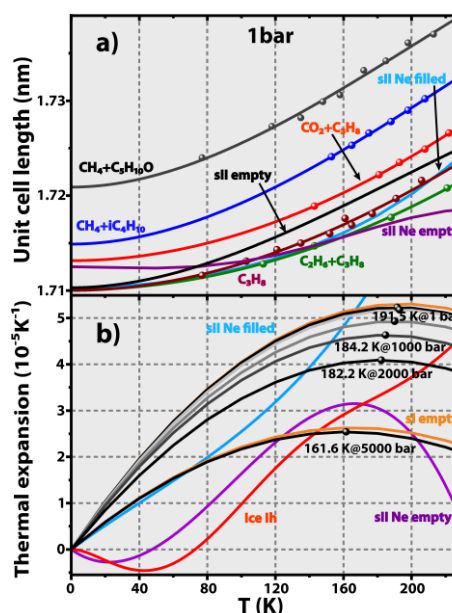 a)
1bar
sII Ne filled
CO₂+C₃H₈
CH₄+C₅H₁₀O
sII empty
CH₄+iC₄H₁₀
sII Ne empt
C₃H₈
C₂H₆+C₃H₈
Unit cell length (nm)
1.73
1.72
1.71
b)
sII Ne filled
191.5 K@1 bar
184.2 K@1000 bar
182.2 K@2000 bar
sI empt
161.6 K@5000 bar
Ice Ih
sII Ne empty
Thermal expansion (10⁻⁵K⁻¹)
5
4
3
2
1
0
0 40 80 120 160 200
T (K)